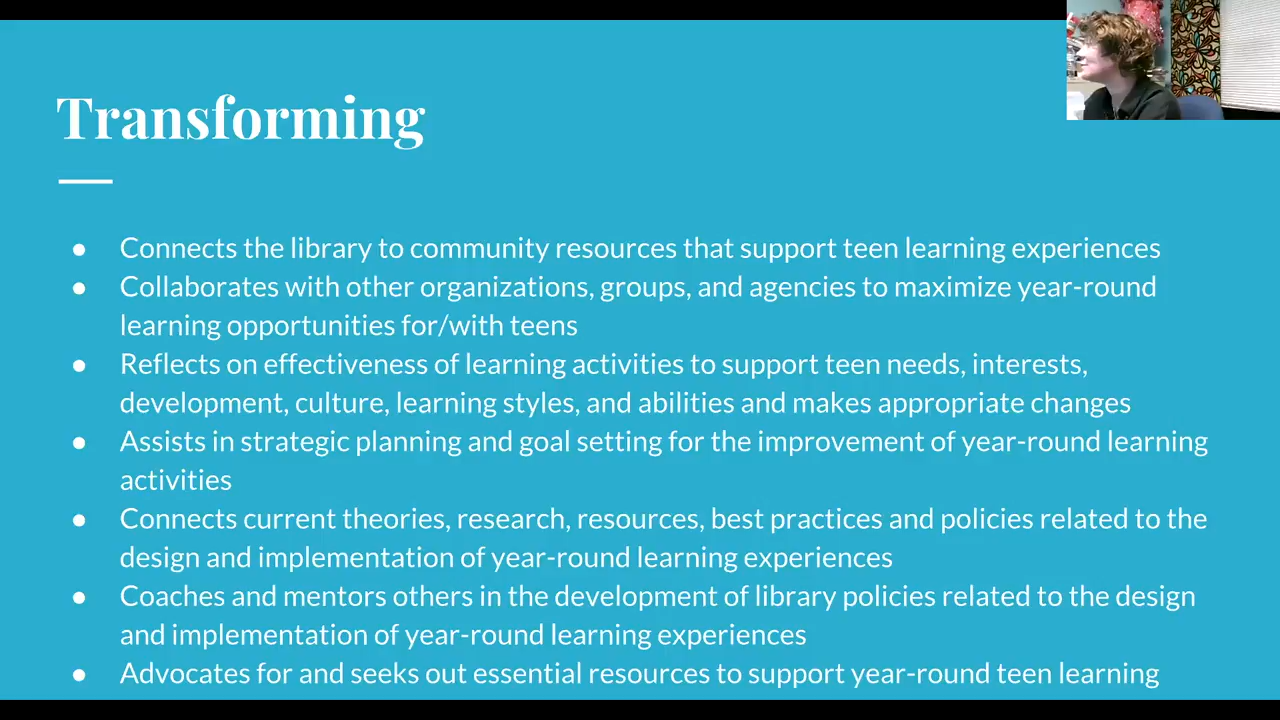 Transforming
● Connects the library to community resources that support teen learning experiences
● Collaborates with other organizations, groups, and agencies to maximize year-round
learning opportunities for/with teens
● Reflects on effectiveness of learning activities to support teen needs, interests,
development, culture, learning styles, and abilities and makes appropriate changes
● Assists in strategic planning and goal setting for the improvement of year-round learning
activities
● Connects current theories, research, resources, best practices and policies related to the
design and implementation of year-round learning experiences
● Coaches and mentors others in the development of library policies related to the design
and implementation of year-round learning experiences
● Advocates for and seeks out essential resources to support year-round teen learning